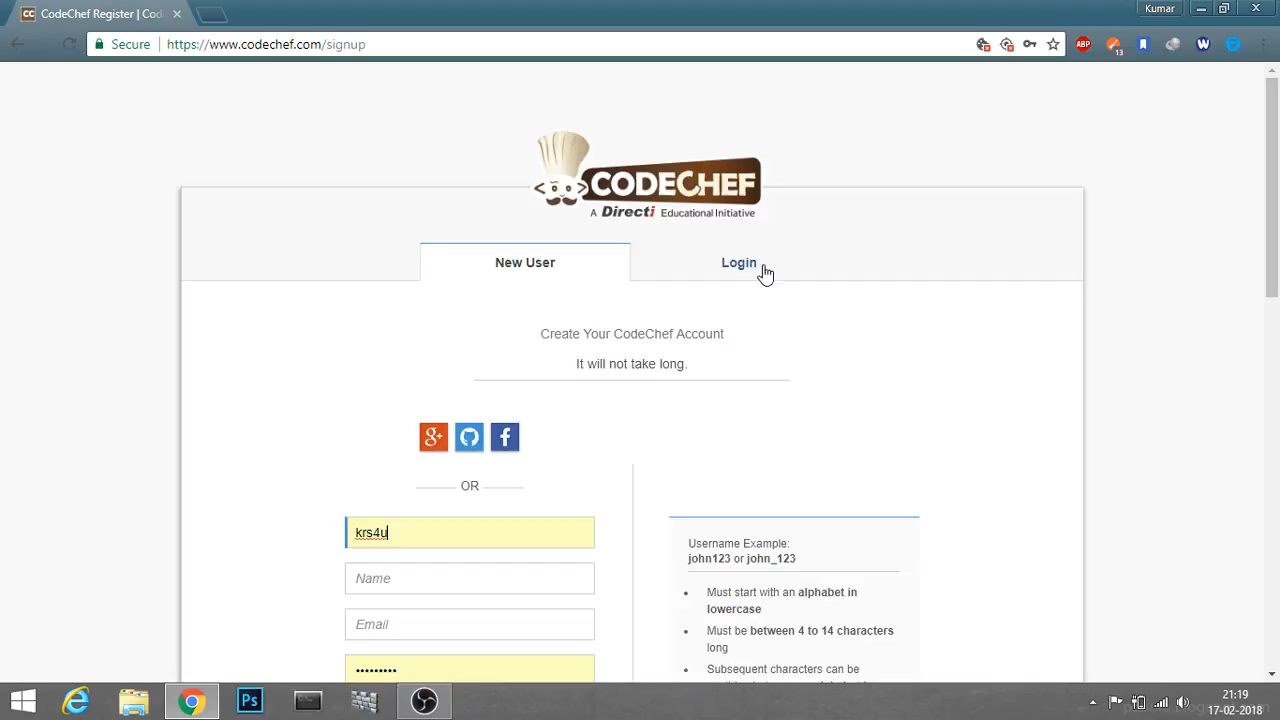 CodeChef Register | Cod
Kumar
Secure
https://www.codechef.com/signup
ABP
13
W
CODECHEF
A Directi Educational Initiative
New User
Login
Create Your CodeChef Account
It will not take long.
g+
f
OR
krs4u
Name
Email
•••••••••
Username Example:
john123 or john_123
• Must start with an alphabet in
lowercase
• Must be between 4 to 14 characters
long
• Subsequent characters can be
Ps
21:19
17-02-2018